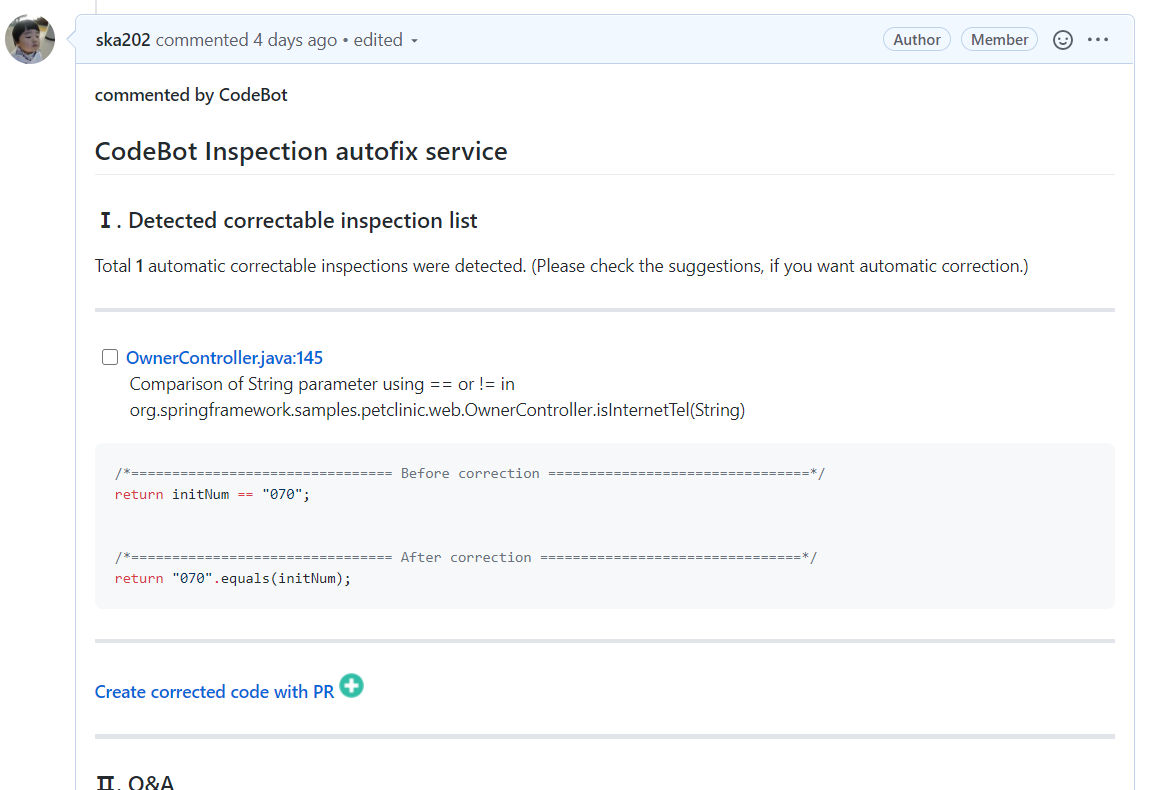 ska202 commented 4 days ago • edited
Author Member
commented by CodeBot
CodeBot Inspection autofix service
Ⅰ. Detected correctable inspection list
Total 1 automatic correctable inspections were detected. (Please check the suggestions, if you want automatic correction.)
OwnerController.java:145
Comparison of String parameter using == or != in
org.springframework.samples.petclinic.web.OwnerController.isInternetTel(String)
/*================================ Before correction ================================*/
return initNum == "070";
/*================================ After correction ================================*/
return "070".equals(initNum);
Create corrected code with PR
Ⅱ. Q&A